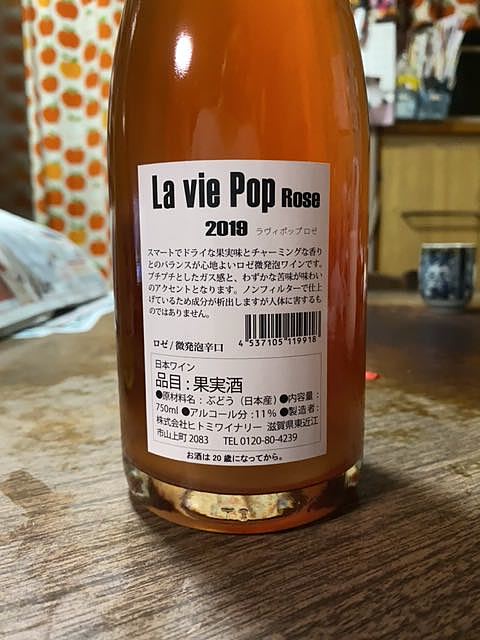 La vie Pop Rose
2019 ラヴィポップロゼ
スマートでドライな果実味とチャーミングな香り
とのバランスが心地よいロゼ微発泡ワインです。
プチプチとしたガス感と、わずかな苦味が味わい
のアクセントとなります。ノンフィルターで仕上
げているため成分が析出しますが人体に害するも
のではありません。
ロゼ/微発泡辛口
4 537105 119918
日本ワイン
品目:果実酒
●原材料名:ぶどう(日本産)●内容量:
750ml ●アルコール分:11% ●製造者:
株式会社ヒトミワイナリー 滋賀県東近江
市山上町2083 TEL 0120-80-4239
お酒は20歳になってから。